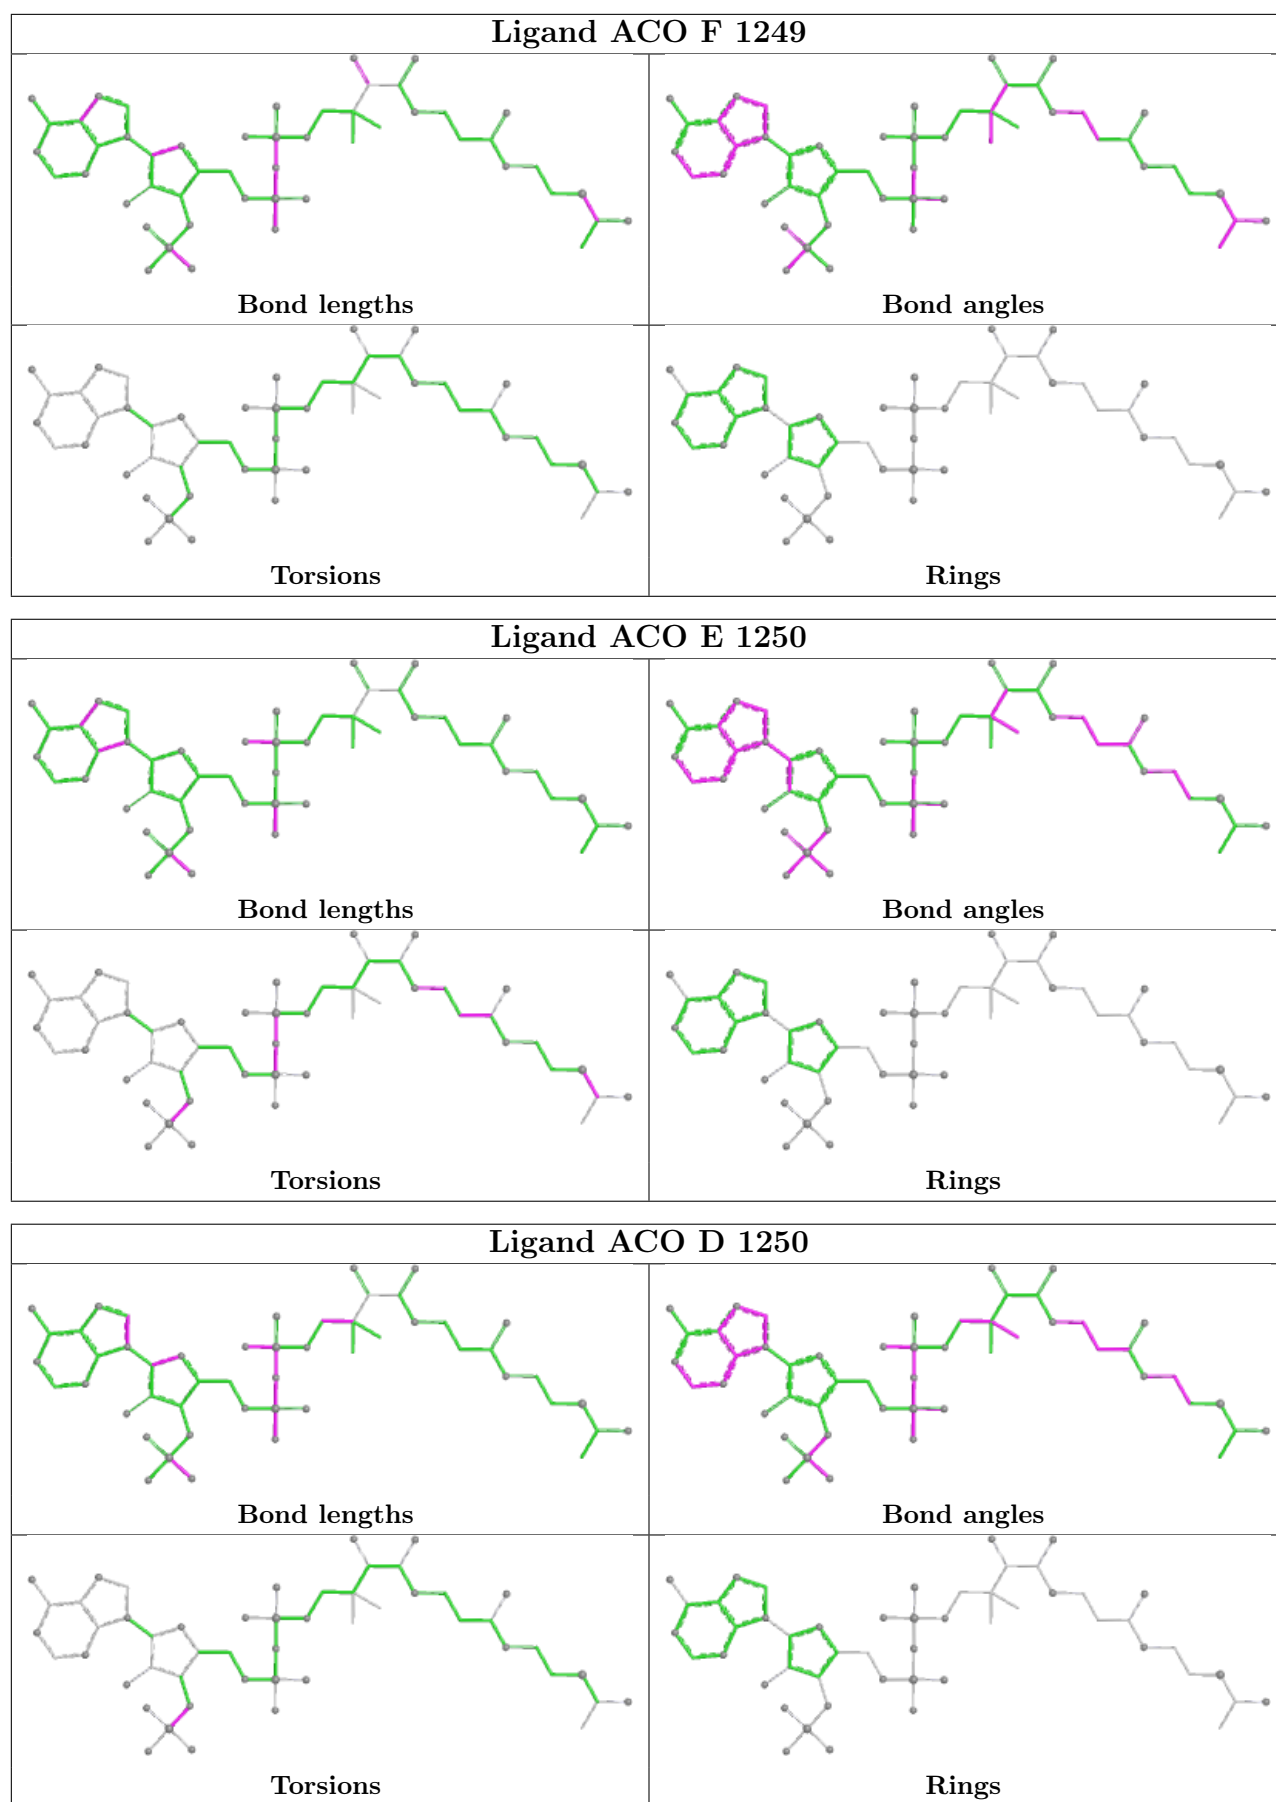 Ligand ACO F 1249
Bond lengths
Bond angles
Torsions
Rings
Ligand ACO E 1250
Bond lengths
Bond angles
Torsions
Rings
Ligand ACO D 1250
Bond lengths
Bond angles
Torsions
Rings